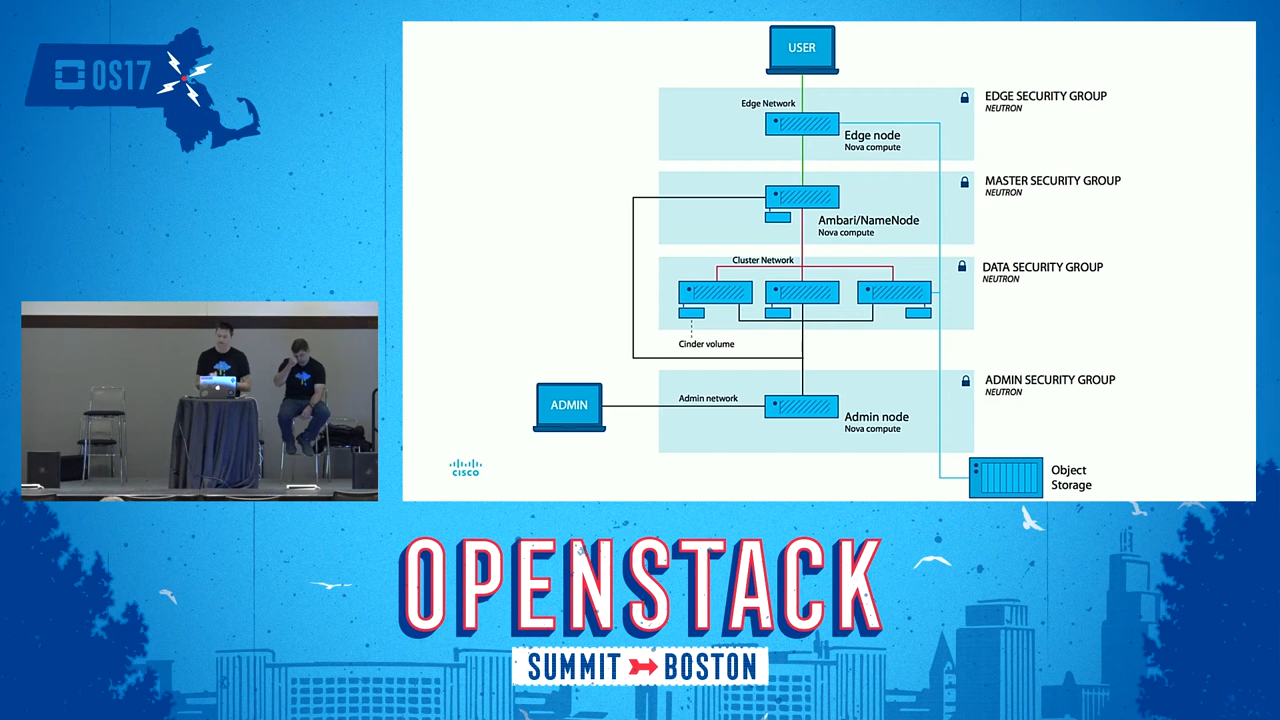 OS17
USER
EDGE SECURITY GROUP
NEUTRON
Edge Network
Edge node
Nova compute
MASTER SECURITY GROUP
NEUTRON
Ambari/NameNode
Nova compute
DATA SECURITY GROUP
NEUTRON
Cluster Network
Cinder volume
ADMIN SECURITY GROUP
NEUTRON
ADMIN
Admin network
Admin node
Nova compute
CISCO
Object
Storage
OPENSTACK
SUMMIT BOSTON